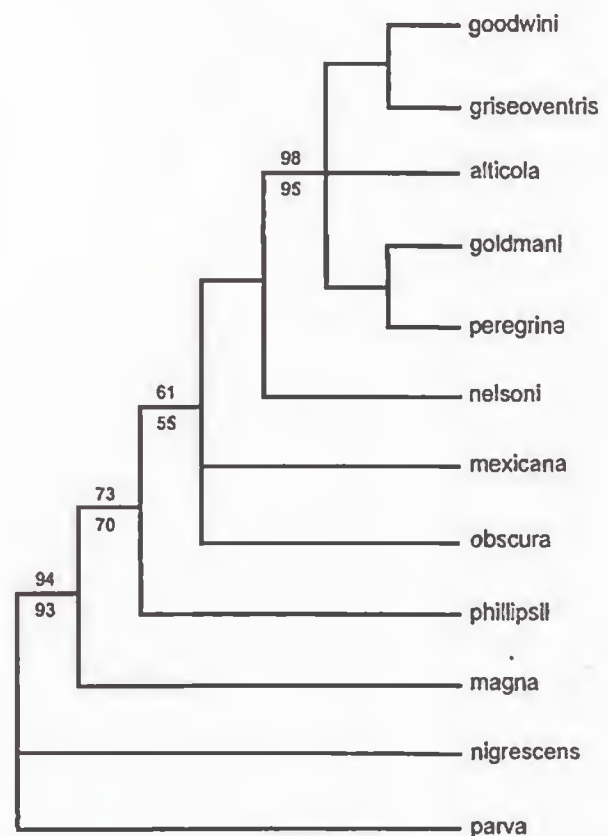 goodwini
griseoventris
98
95
alticola
goldmani
peregrina
nelsoni
61
55
mexicana
73
70
obscura
94
93
phillipsii
magna
nigrescens
parva